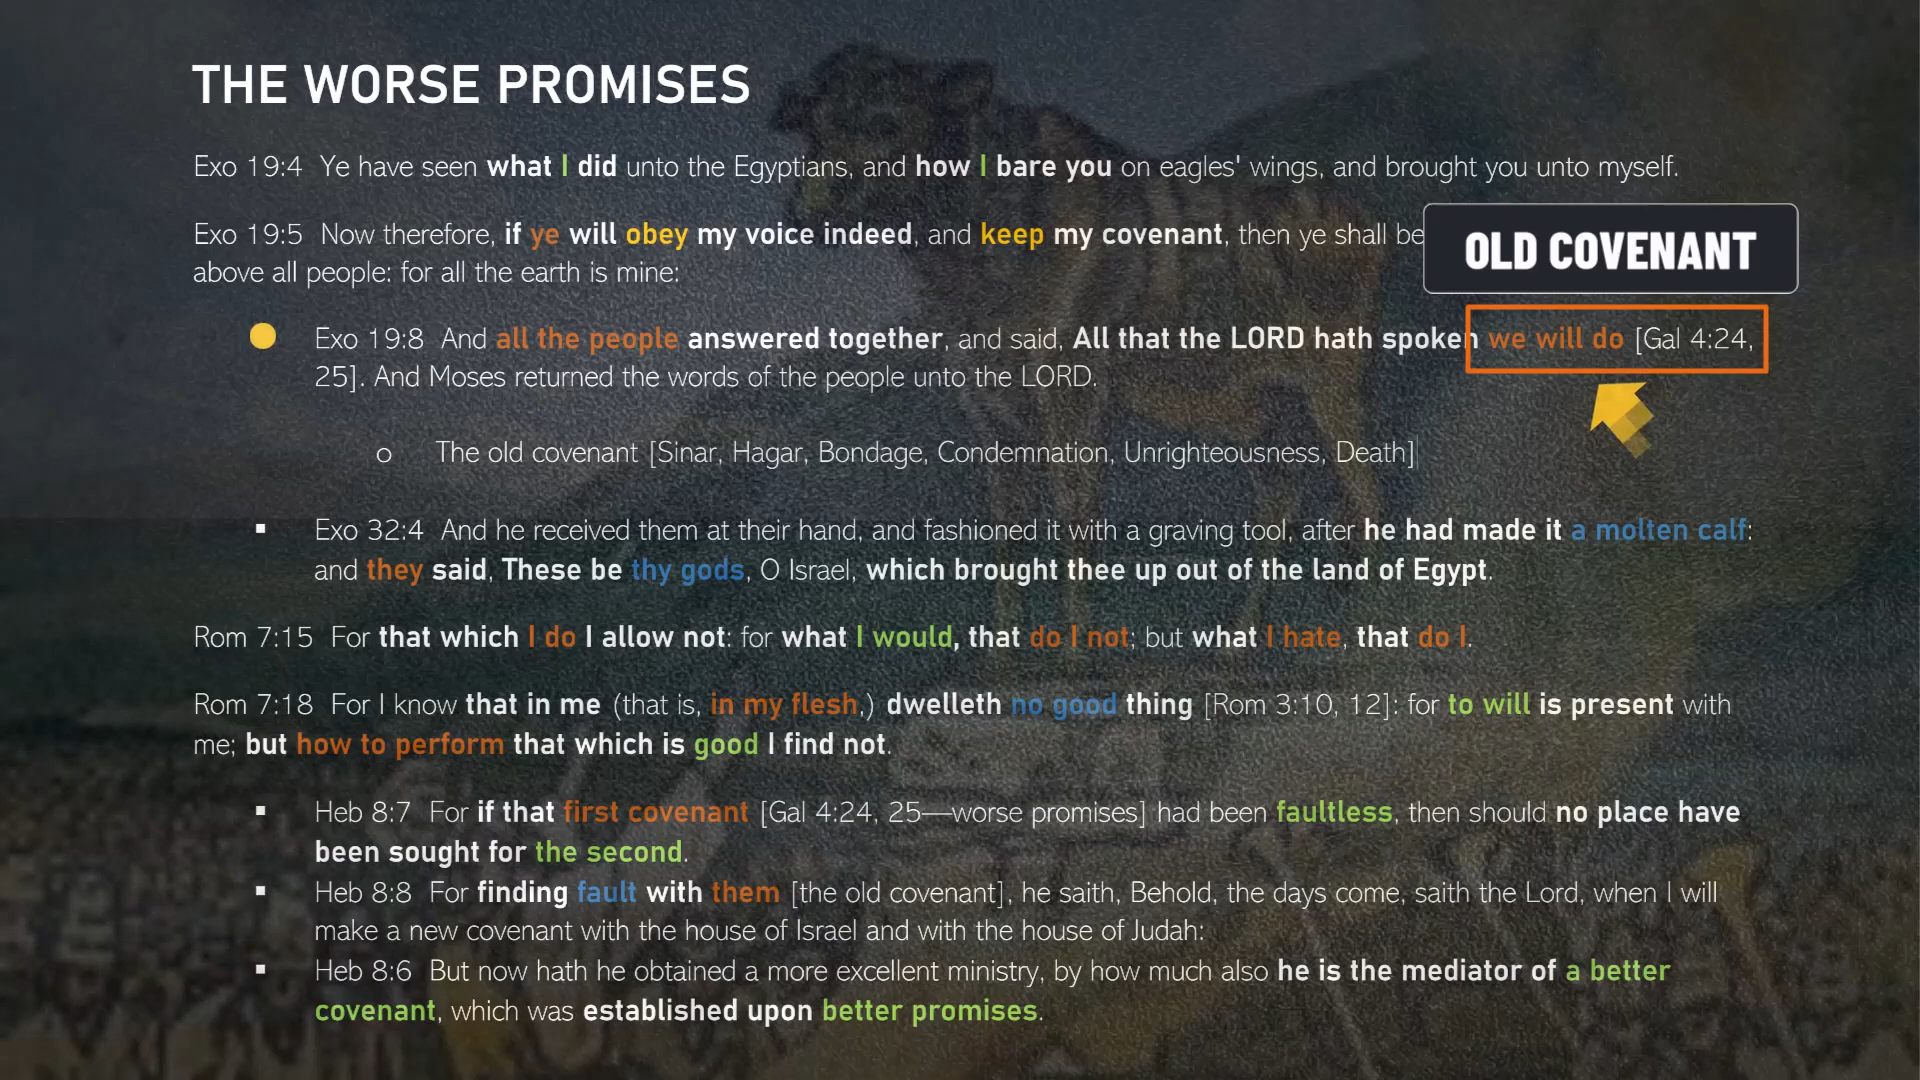 THE WORSE PROMISES
Exo 19:4 Ye have seen what I did unto the Egyptians, and how I bare you on eagles' wings, and brought you unto myself.
Exo 19:5 Now therefore, if ye will obey my voice indeed, and keep my covenant, then ye shall be
OLD COVENANT
above all people: for all the earth is mine:
Exo 19:8 And all the people answered together, and said, All that the LORD hath spoken we will do [Gal 4:24,
25]. And Moses returned the words of the people unto the LORD.
o The old covenant [Sinar, Hagar, Bondage, Condemnation, Unrighteousness, Death]
▪ Exo 32:4 And he received them at their hand, and fashioned it with a graving tool, after he had made it a molten calf:
and they said, These be thy gods, O Israel, which brought thee up out of the land of Egypt.
Rom 7:15 For that which I do I allow not: for what I would, that do I not; but what I hate, that do I.
Rom 7:18 For I know that in me (that is, in my flesh,) dwelleth no good thing [Rom 3:10, 12]: for to will is present with
me; but how to perform that which is good I find not.
▪ Heb 8:7 For if that first covenant [Gal 4:24, 25—worse promises] had been faultless, then should no place have
been sought for the second.
▪ Heb 8:8 For finding fault with them [the old covenant], he saith, Behold, the days come, saith the Lord, when I will
make a new covenant with the house of Israel and with the house of Judah:
▪ Heb 8:6 But now hath he obtained a more excellent ministry, by how much also he is the mediator of a better
covenant, which was established upon better promises.